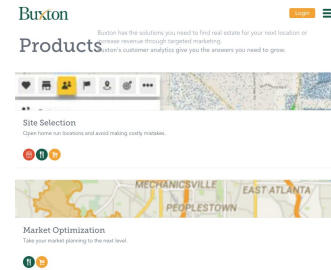 Buxton
Login
Buxton has the solutions you need to find real estate for your next location or
increase revenue through targeted marketing.
Products
Buxton's customer analytics give you the answers you need to grow.
Site Selection
Open home run locations and avoid making costly mistakes.
MECHANICSVILLE
EAST ATLANTA
PEOPLESTOWN
Market Optimization
Take your market planning to the next level.